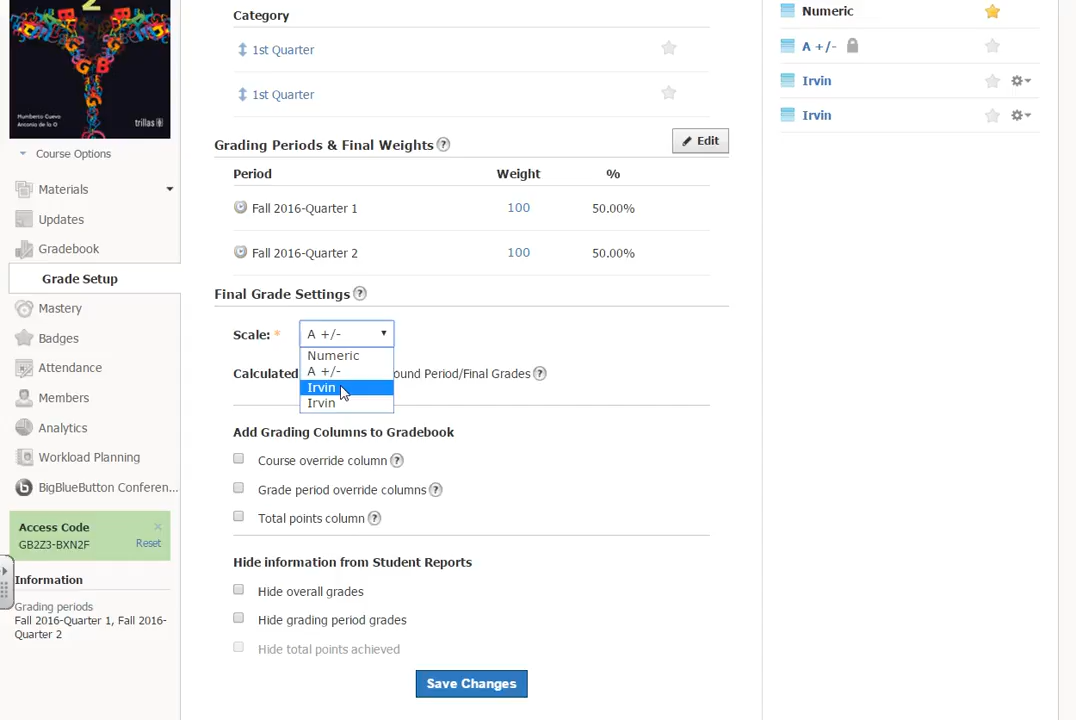 Z
Humberto Cueva
Antonio de la O
trillas
Course Options
Materials
Updates
Gradebook
Grade Setup
Mastery
Badges
Attendance
Members
Analytics
Workload Planning
BigBlueButton Conferen...
Access Code
×
GB2Z3-BXN2F
Reset
Information
Grading periods
Fall 2016-Quarter 1, Fall 2016-
Quarter 2
Category
1st Quarter
1st Quarter
Grading Periods & Final Weights ?
Edit
Period Weight %
Fall 2016-Quarter 1 100 50.00%
Fall 2016-Quarter 2 100 50.00%
Final Grade Settings ?
Scale: * A +/-
Numeric
A +/-
Irvin
Irvin
Calculated ound Period/Final Grades ?
Add Grading Columns to Gradebook
Course override column ?
Grade period override columns ?
Total points column ?
Hide information from Student Reports
Hide overall grades
Hide grading period grades
Hide total points achieved
Save Changes
Numeric
A +/-
Irvin
Irvin